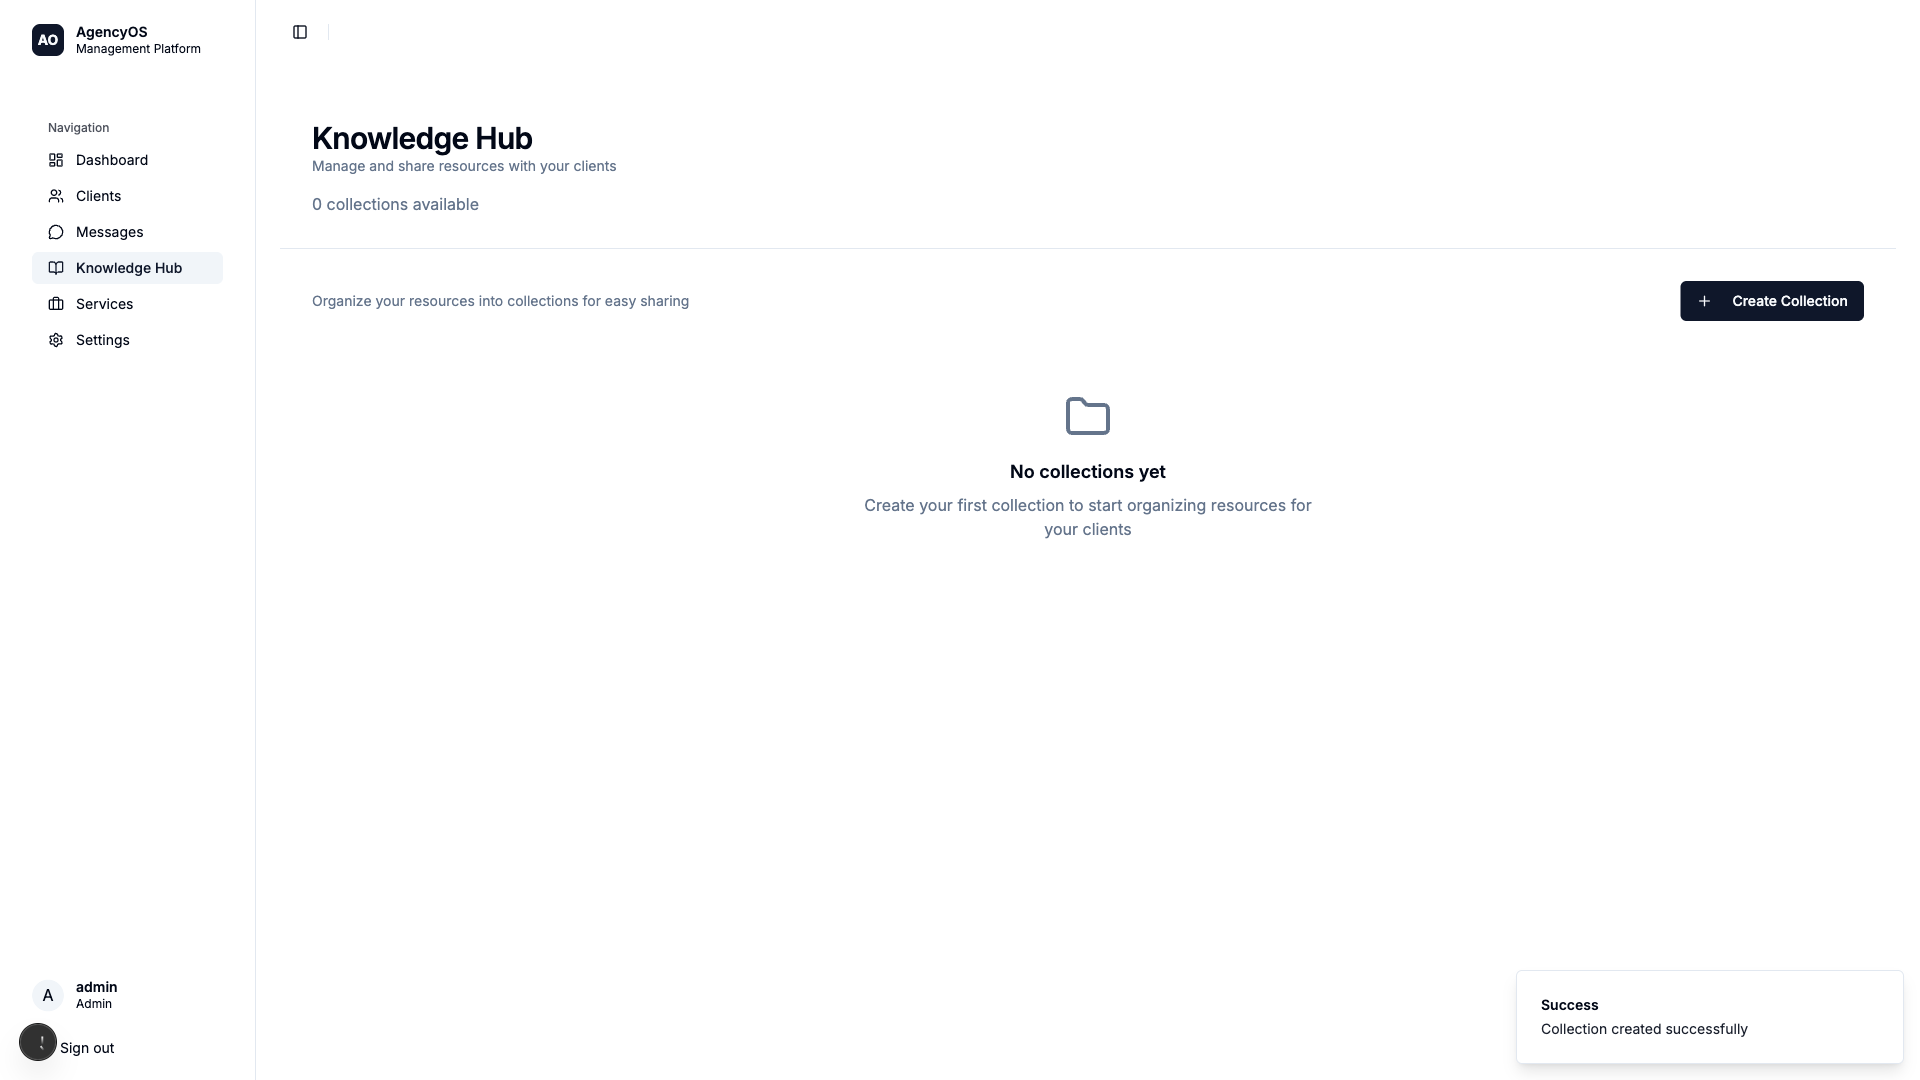 AO
AgencyOS
Management Platform
Navigation
Dashboard
Clients
Messages
Knowledge Hub
Services
Settings
admin
A
Admin
Sign out
Knowledge Hub
Manage and share resources with your clients
0 collections available
Organize your resources into collections for easy sharing
Create Collection
No collections yet
Create your first collection to start organizing resources for
your clients
Success
Collection created successfully